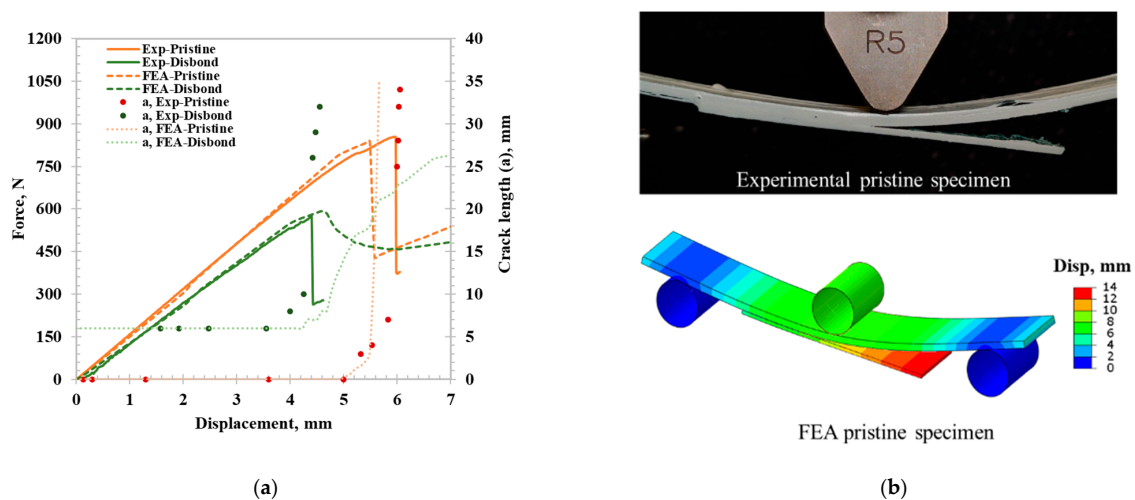 1200
1050
900
750
600
450
300
150
0
Force, N
Exp-Pristine
Exp-Disbond
FEA-Pristine
FEA-Disbond
a, Exp-Pristine
a, Exp-Disbond
a, FEA-Pristine
a, FEA-Disbond
40
35
30
25
20
15
10
5
0
Crack length (a), mm
0 1 2 3 4 5 6 7
Displacement, mm
(a)
R5
Experimental pristine specimen
Disp, mm
14
12
10
8
6
4
2
0
FEA pristine specimen
(b)